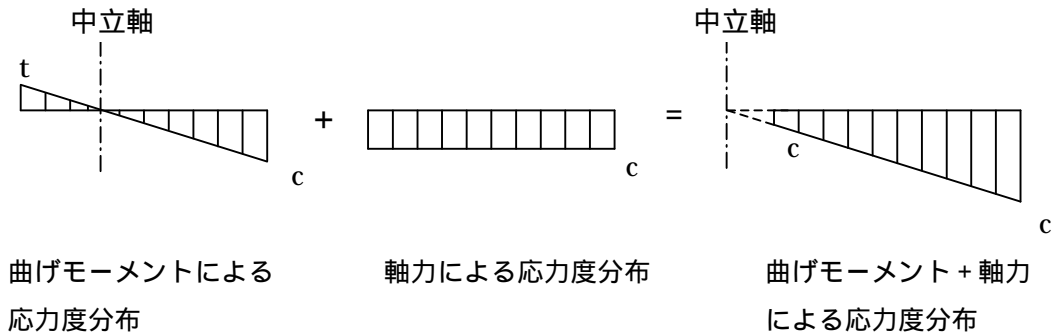 中立軸
中立軸
t
+
=
c
c
c
c
曲げモーメントによる
応力度分布
軸力による応力度分布
曲げモーメント + 軸力
による応力度分布